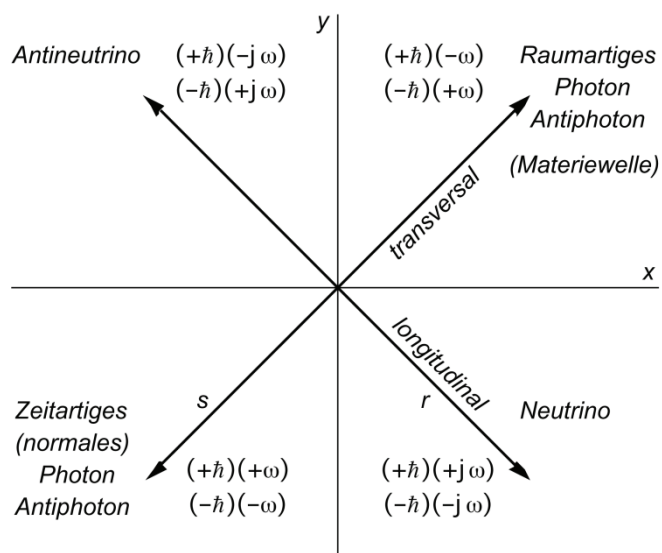 y
Antineutrino (+ħ)(−j ω) (+ħ)(−ω) Raumartiges
(−ħ)(+j ω) (−ħ)(+ω) Photon
Antiphoton
(Materiewelle)
transversal
x
longitudinal
Zeitartiges s r Neutrino
(normales)
Photon (+ħ)(+ω) (+ħ)(+j ω)
Antiphoton (−ħ)(−ω) (−ħ)(−j ω)